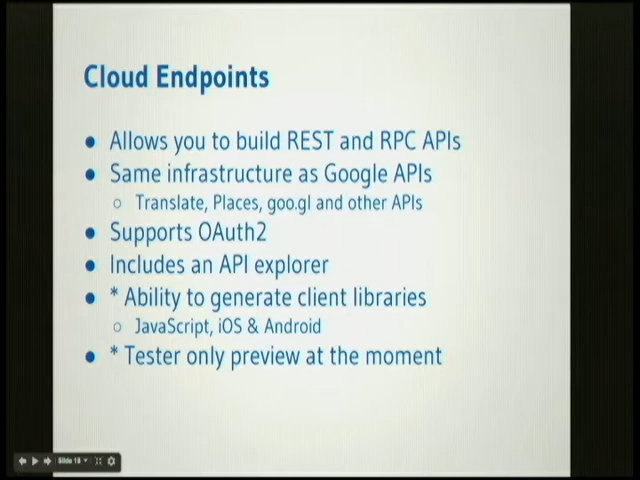 Cloud Endpoints
● Allows you to build REST and RPC APIs
● Same infrastructure as Google APIs
○ Translate, Places, goo.gl and other APIs
● Supports OAuth2
● Includes an API explorer
● * Ability to generate client libraries
○ JavaScript, iOS & Android
● * Tester only preview at the moment
Slide 18